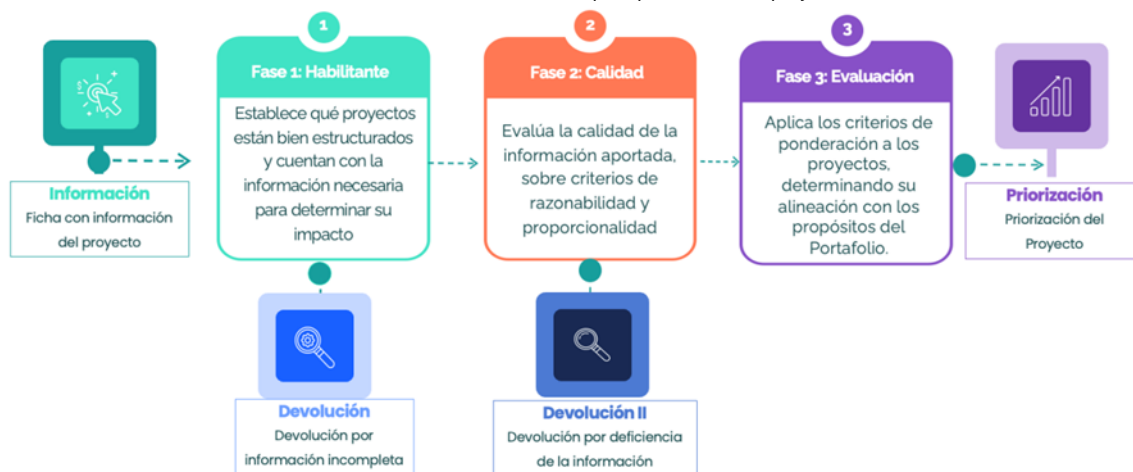 1
Fase 1: Habilitante
Establece qué proyectos
están bien estructurados
y cuentan con la
información necesaria
para determinar su
impacto
2
Fase 2: Calidad
Evalúa la calidad de la
información aportada,
sobre criterios de
razonabilidad y
proporcionalidad
3
Fase 3: Evaluación
Aplica los criterios de
ponderación a los
proyectos,
determinando su
alineación con los
propósitos del
Portafolio.
Información
Ficha con información
del proyecto
Priorización
Priorización del
Proyecto
Devolución
Devolución por
información incompleta
Devolución II
Devolución por deficiencia
de la información